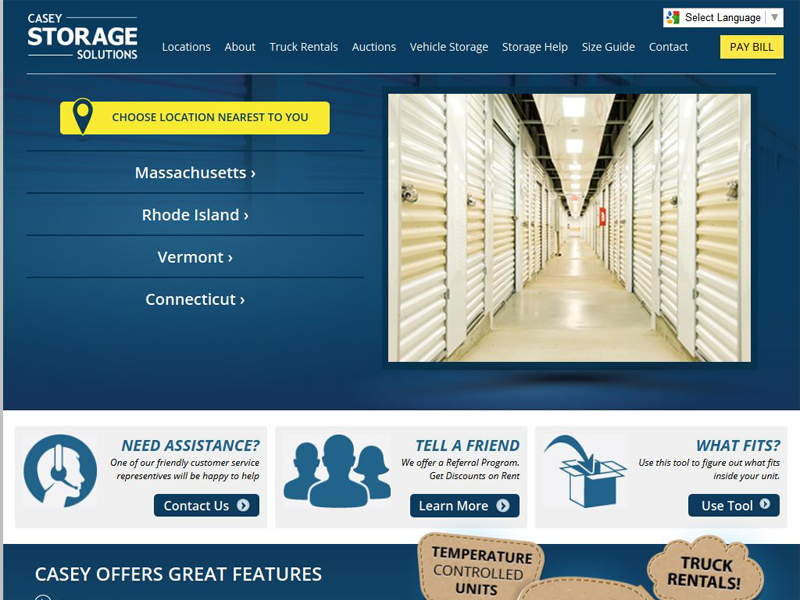 CASEY
STORAGE
SOLUTIONS
Select Language ▼
Locations About Truck Rentals Auctions Vehicle Storage Storage Help Size Guide Contact
PAY BILL
CHOOSE LOCATION NEAREST TO YOU
Massachusetts ›
Rhode Island ›
Vermont ›
Connecticut ›
NEED ASSISTANCE?
One of our friendly customer service
representatives will be happy to help
Contact Us
TELL A FRIEND
We offer a Referral Program.
Get Discounts on Rent
Learn More
WHAT FITS?
Use this tool to figure out what fits
inside your unit.
Use Tool
CASEY OFFERS GREAT FEATURES
TEMPERATURE
CONTROLLED
UNITS
TRUCK
RENTALS!